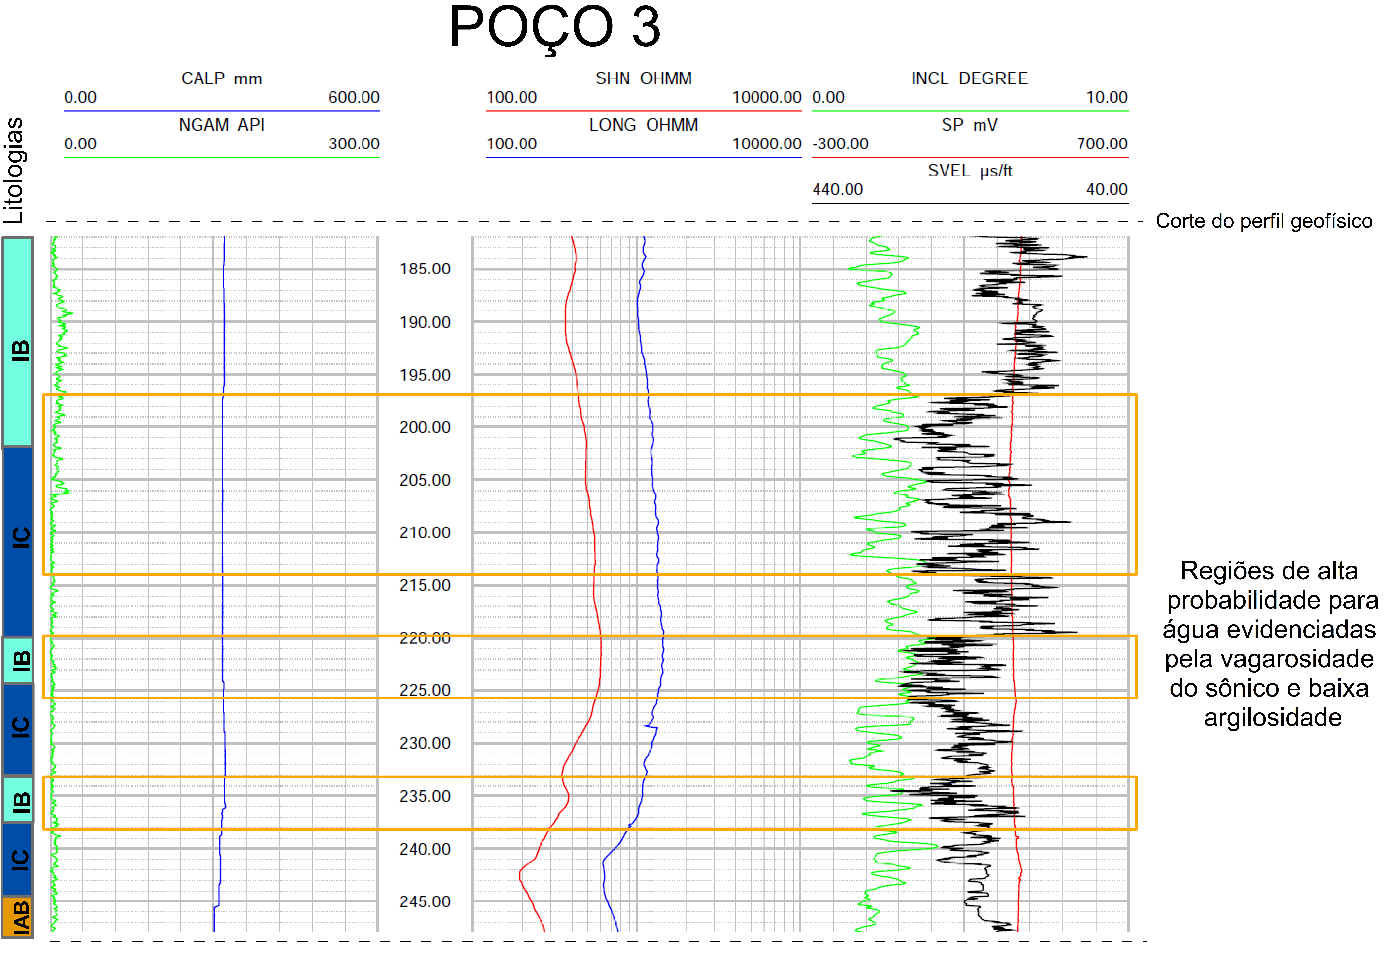 POÇO 3
CALP mm
0.00 600.00
NGAM API
0.00 300.00
SHN OHMM
100.00 10000.00
LONG OHMM
100.00 10000.00
INCL DEGREE
0.00 10.00
SP mV
-300.00 700.00
SVEL µs/ft
440.00 40.00
Litologias
Corte do perfil geofísico
185.00
190.00
195.00
200.00
205.00
210.00
215.00
220.00
225.00
230.00
235.00
240.00
245.00
IB
IC
IB
IC
IB
IC
IAB
Regiões de alta
probabilidade para
água evidenciadas
pela vagarosidade
do sônico e baixa
argilosidade